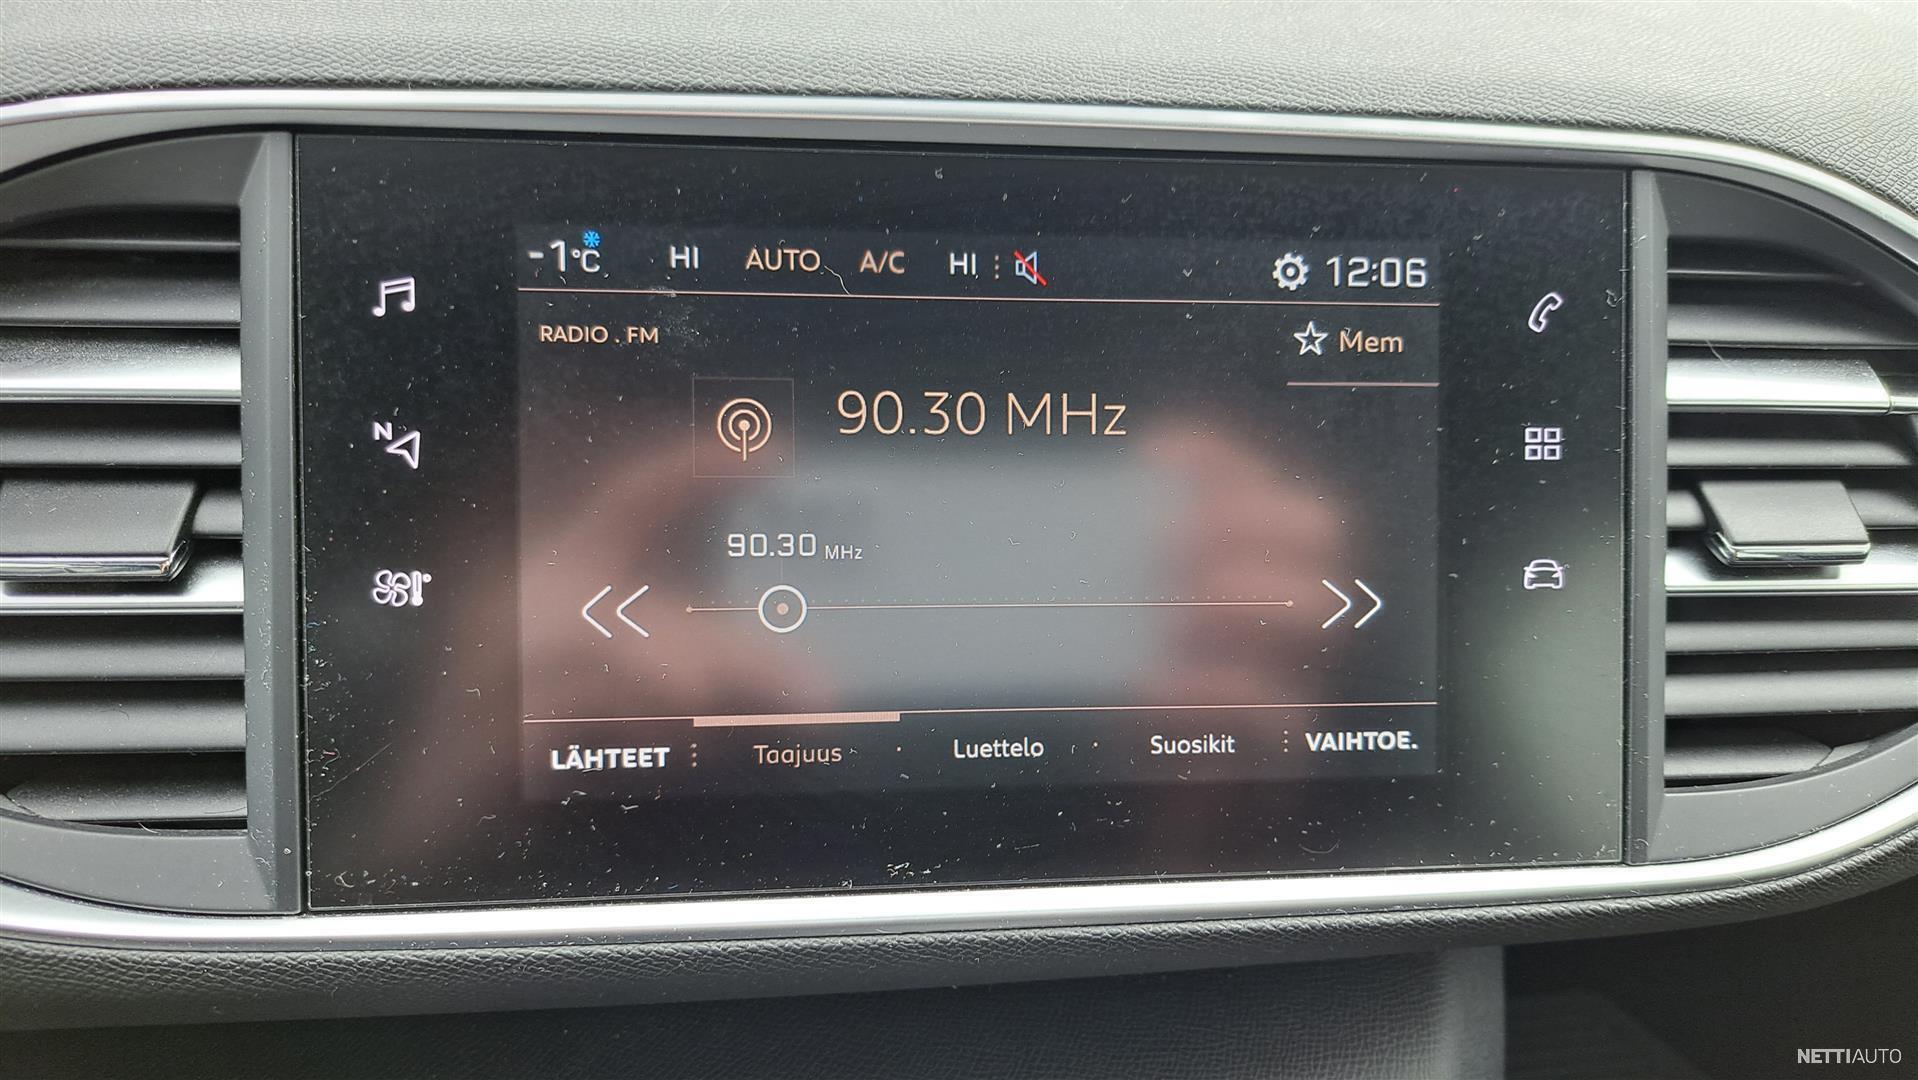 -1°C HI AUTO A/C HI 12:06
RADIO . FM
Mem
90.30 MHz
N
90.30 MHz
LÄHTEET Taajuus Luettelo Suosikit VAIHTOE.
NETTIAUTO